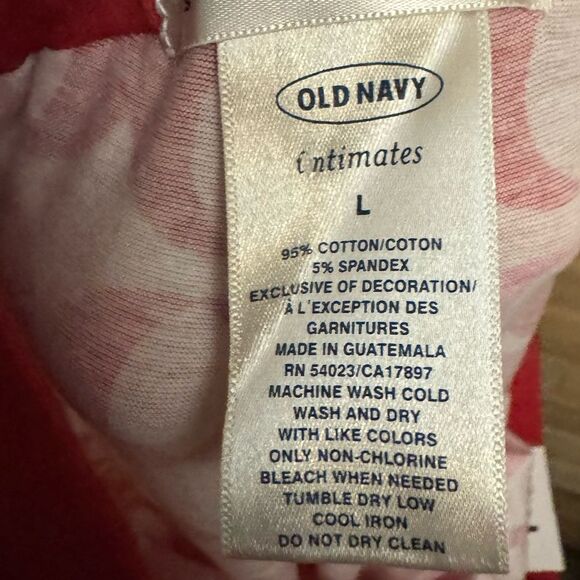 OLD NAVY
intimates
L
95% COTTON/COTON
5% SPANDEX
EXCLUSIVE OF DECORATION/
À L'EXCEPTION DES
GARNITURES
MADE IN GUATEMALA
RN 54023/CA17897
MACHINE WASH COLD
WASH AND DRY
WITH LIKE COLORS
ONLY NON-CHLORINE
BLEACH WHEN NEEDED
TUMBLE DRY LOW
COOL IRON
DO NOT DRY CLEAN